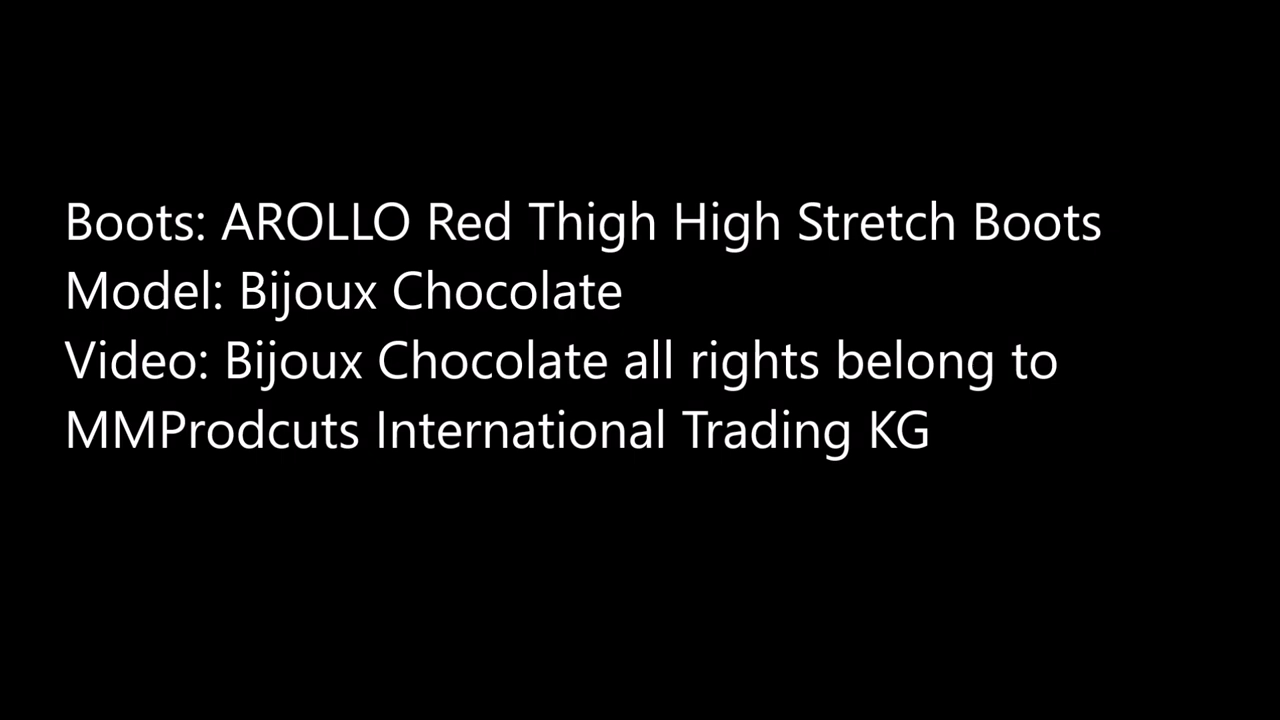 Boots: AROLLO Red Thigh High Stretch Boots
Model: Bijoux Chocolate
Video: Bijoux Chocolate all rights belong to
MMProdcuts International Trading KG